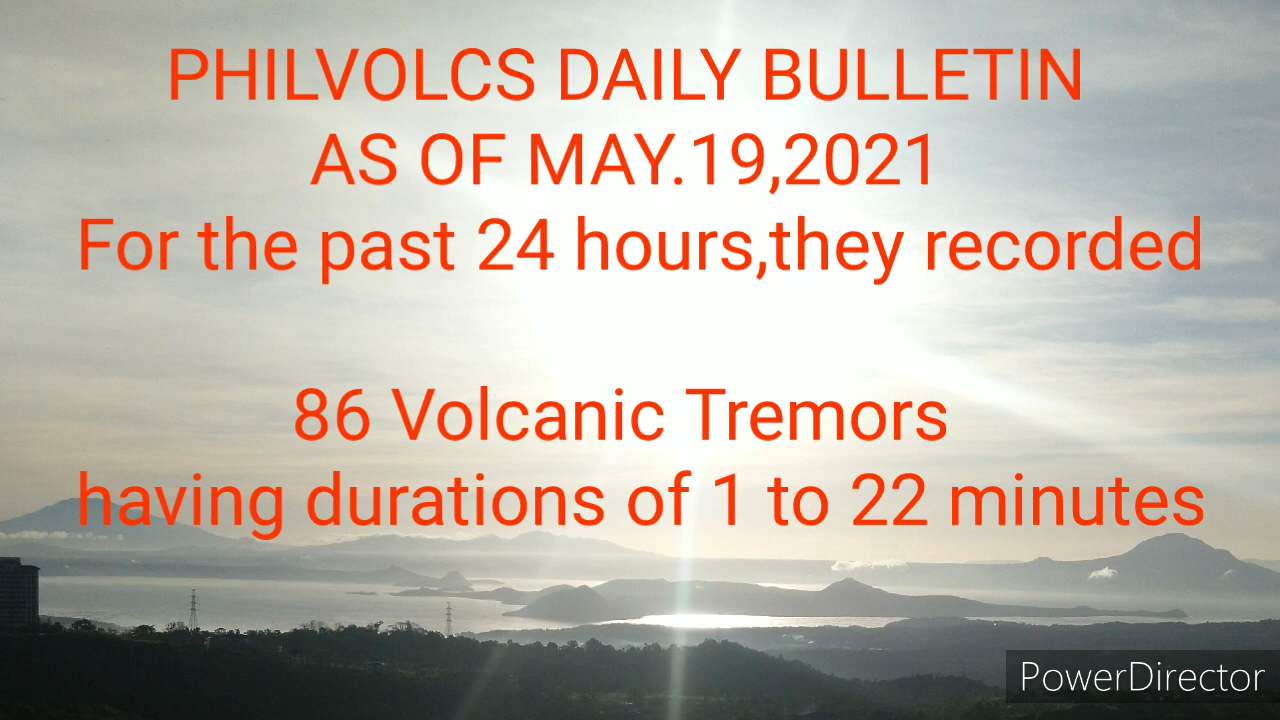 PHILVOLCS DAILY BULLETIN
AS OF MAY.19,2021
For the past 24 hours,they recorded
86 Volcanic Tremors
having durations of 1 to 22 minutes
PowerDirector